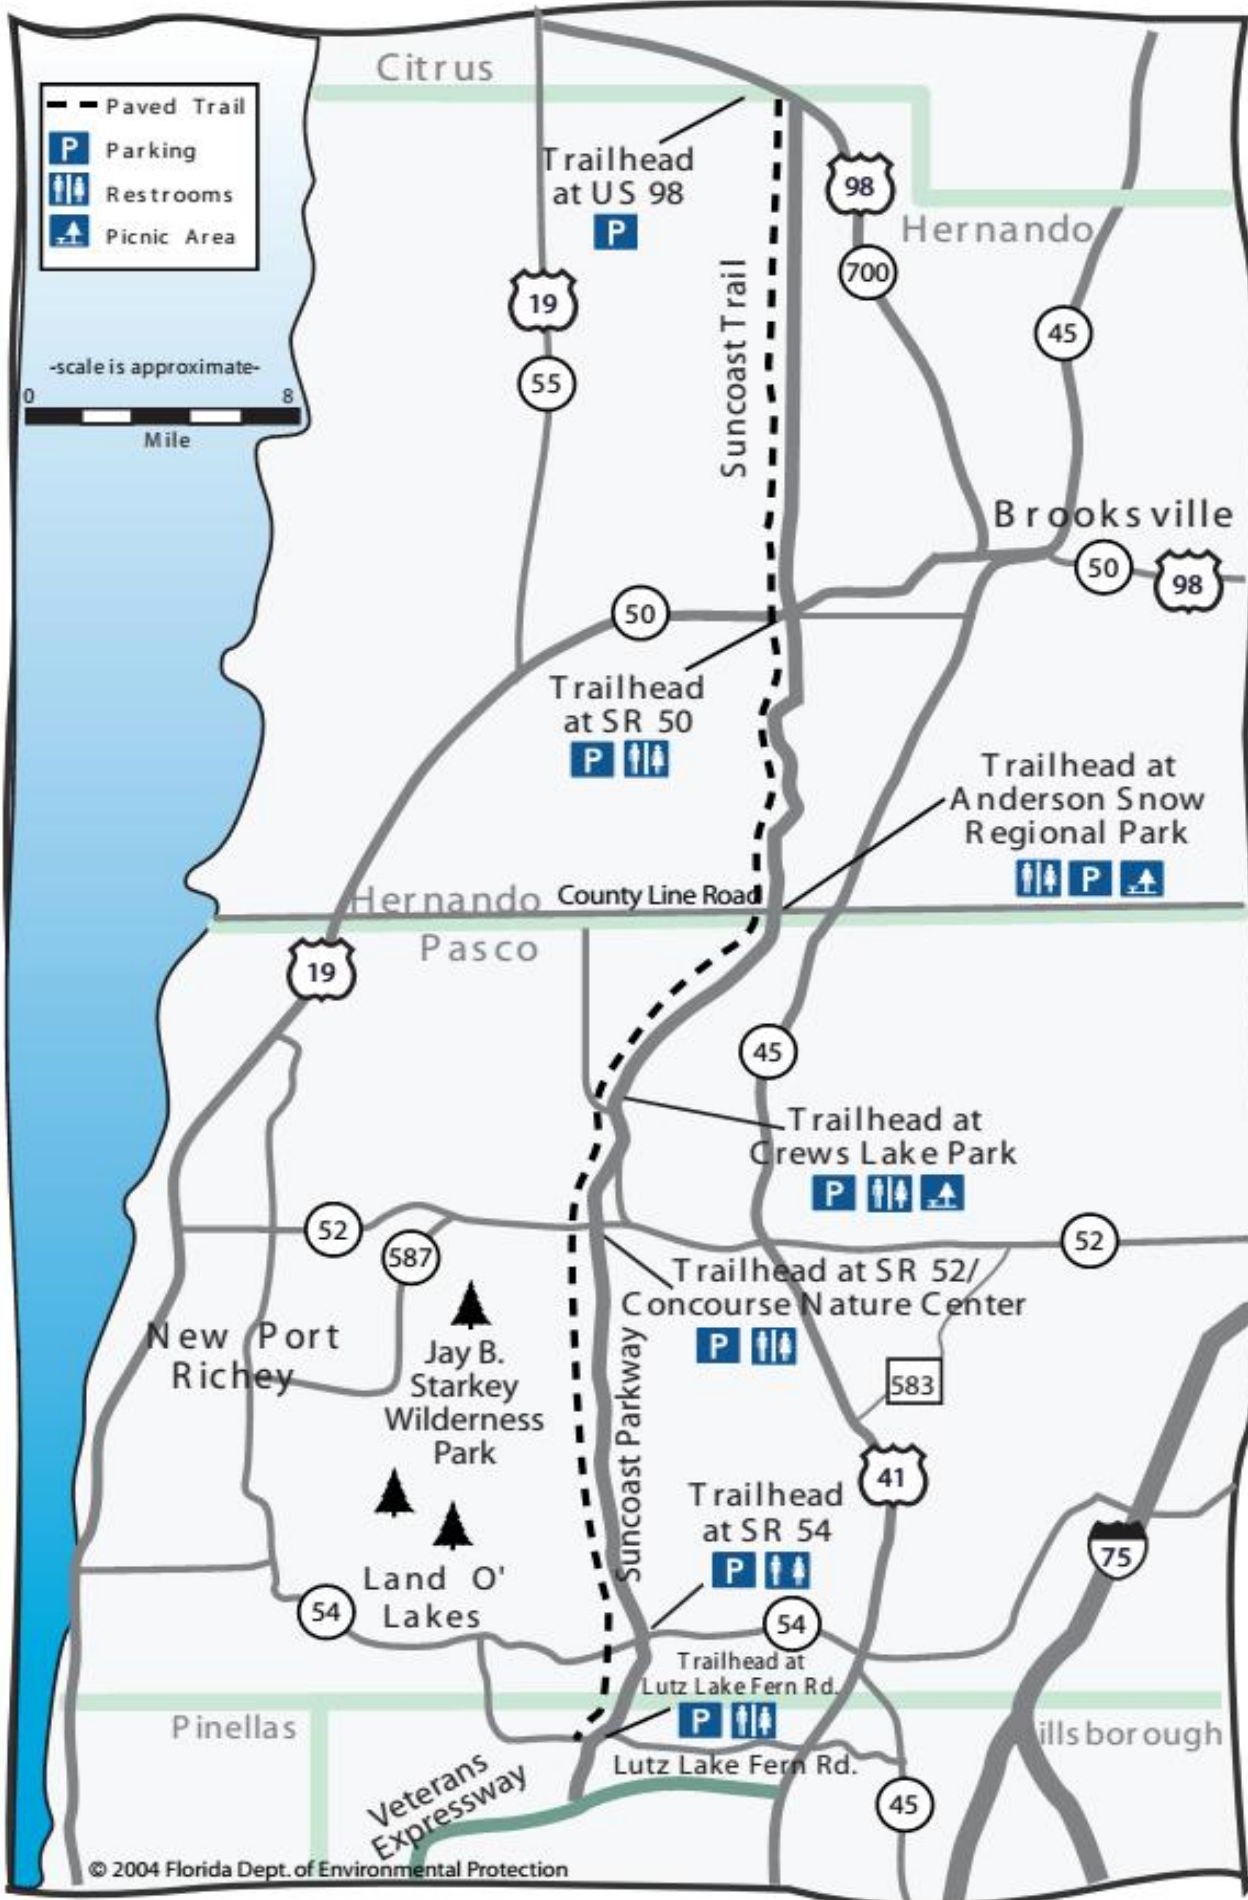 Citrus
Paved Trail
P
Parking
Restrooms
Picnic Area
Trailhead
at US 98
P
98
Hernando
700
19
Suncoast Trail
45
-scale is approximate-
0 8
Mile
55
Brooksville
50
98
50
Trailhead
at SR 50
P
Trailhead at
Anderson Snow
Regional Park
P
Hernando
County Line Road
Pasco
19
45
Trailhead at
Crews Lake Park
P
52
587
52
Trailhead at SR 52/
Concourse Nature Center
P
New Port
Richey
Jay B.
Starkey
Wilderness
Park
Suncoast Parkway
583
41
Trailhead
at SR 54
P
75
Land O'
Lakes
54
54
Trailhead at
Lutz Lake Fern Rd.
P
Pinellas
illsborough
Lutz Lake Fern Rd.
Veterans
Expressway
45
© 2004 Florida Dept. of Environmental Protection